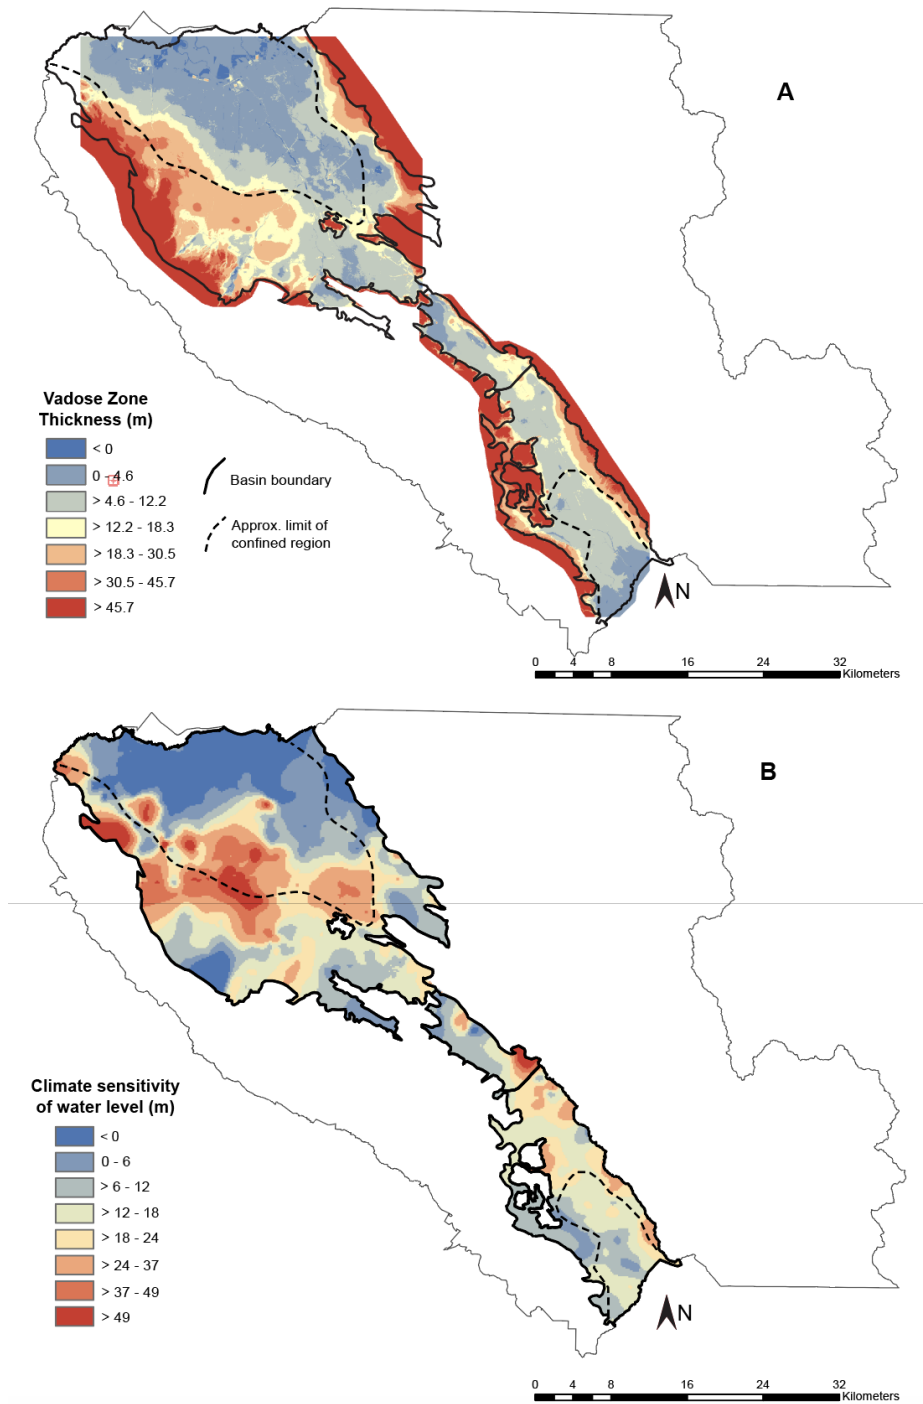 A
Vadose Zone
Thickness (m)
< 0
0 - 4.6
> 4.6 - 12.2
> 12.2 - 18.3
> 18.3 - 30.5
> 30.5 - 45.7
> 45.7
Basin boundary
Approx. limit of
confined region
N
0 4 8 16 24 32
Kilometers
B
Climate sensitivity
of water level (m)
< 0
0 - 6
> 6 - 12
> 12 - 18
> 18 - 24
> 24 - 37
> 37 - 49
> 49
N
0 4 8 16 24 32
Kilometers